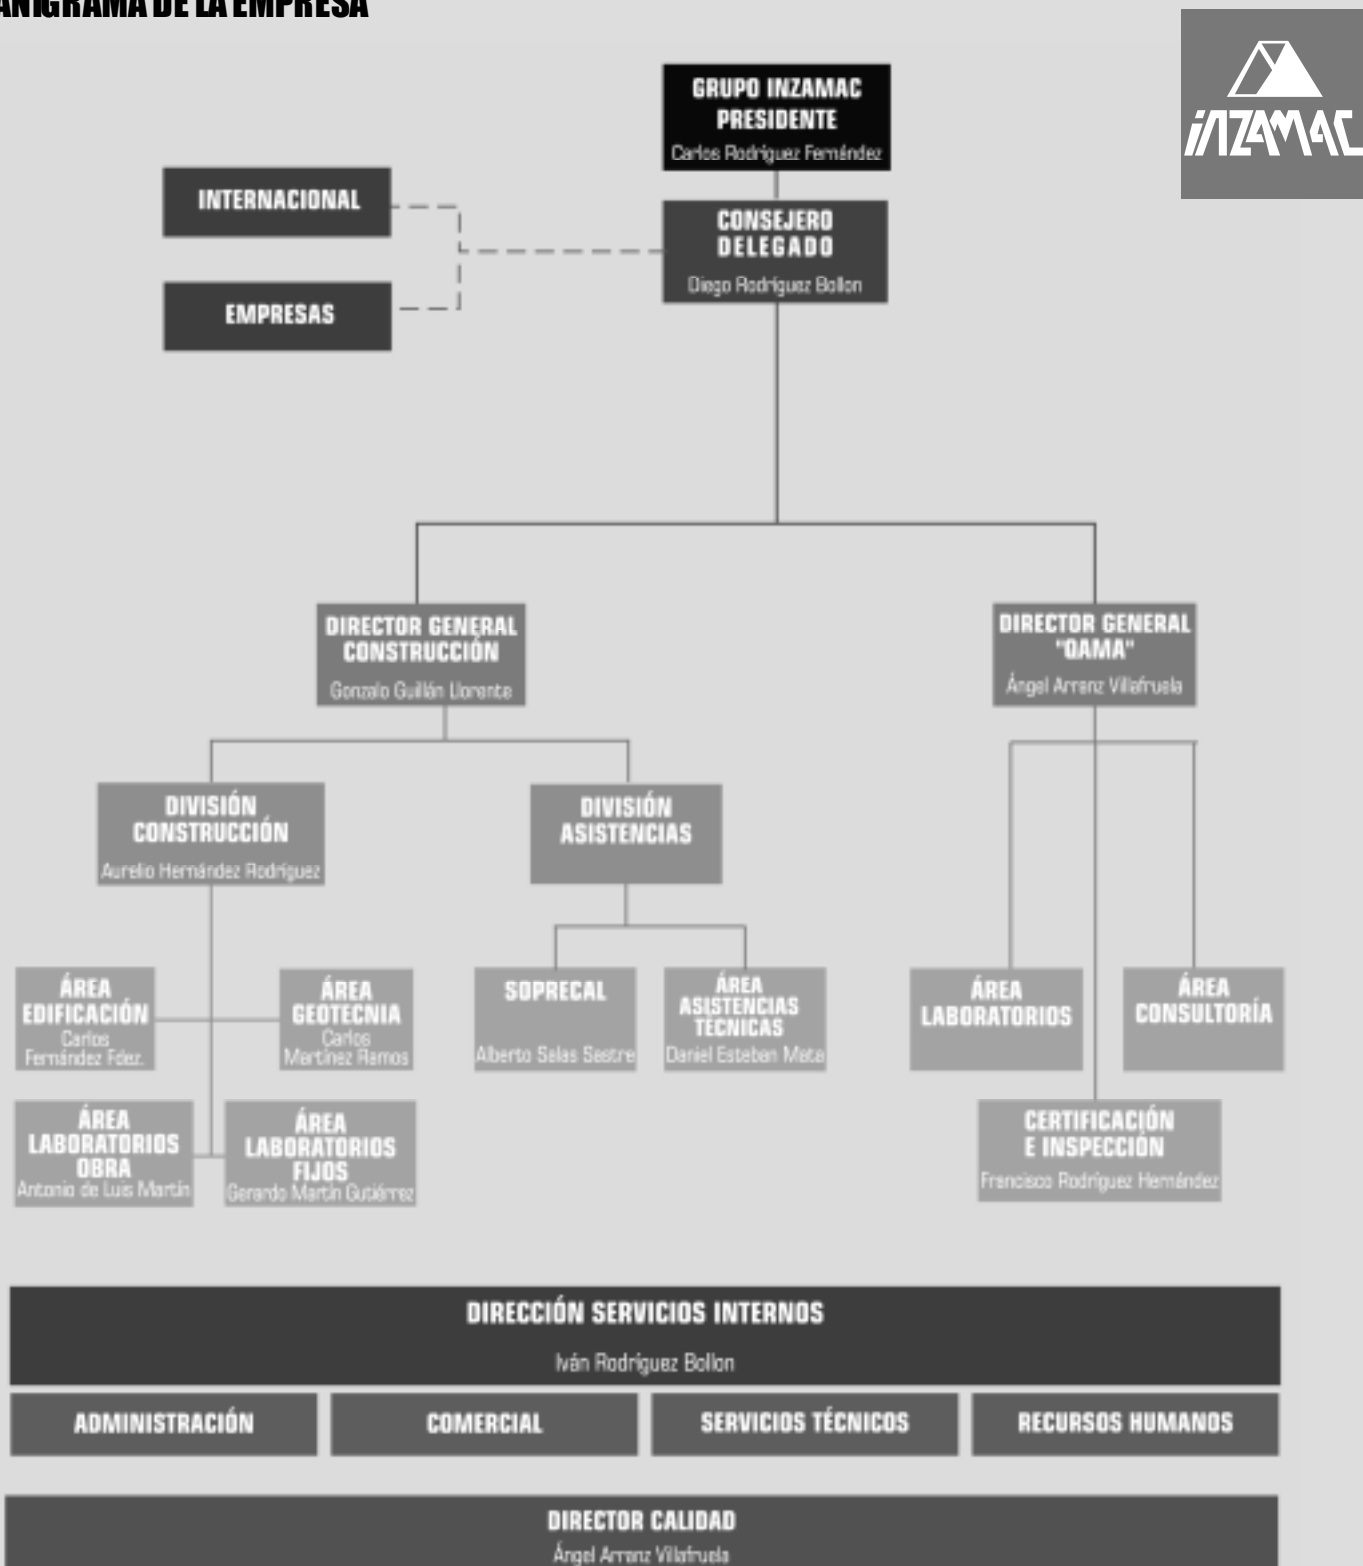 ANIGRAMA DE LA EMPRESA
INZAMAC
GRUPO INZAMAC
PRESIDENTE
Carlos Rodríguez Fernández
INTERNACIONAL
CONSEJERO
DELEGADO
Diego Rodríguez Bollon
EMPRESAS
DIRECTOR GENERAL
CONSTRUCCIÓN
Gonzalo Guillán Llorente
DIRECTOR GENERAL
"QAMA"
Ángel Arranz Villafruela
DIVISIÓN
CONSTRUCCIÓN
Aurelio Hernández Rodríguez
DIVISIÓN
ASISTENCIAS
ÁREA
EDIFICACIÓN
Carlos
Fernández Fdez.
ÁREA
GEOTECNIA
Carlos
Martínez Ramos
SOPRECAL
Alberto Salas Sastre
ÁREA
ASISTENCIAS
TÉCNICAS
Daniel Esteban Mata
ÁREA
LABORATORIOS
ÁREA
CONSULTORÍA
ÁREA
LABORATORIOS
OBRA
Antonio de Luis Martín
ÁREA
LABORATORIOS
FIJOS
Gerardo Martín Gutiérrez
CERTIFICACIÓN
E INSPECCIÓN
Francisco Rodríguez Hernández
DIRECCIÓN SERVICIOS INTERNOS
Iván Rodríguez Bollon
ADMINISTRACIÓN
COMERCIAL
SERVICIOS TÉCNICOS
RECURSOS HUMANOS
DIRECTOR CALIDAD
Ángel Arranz Villafruela